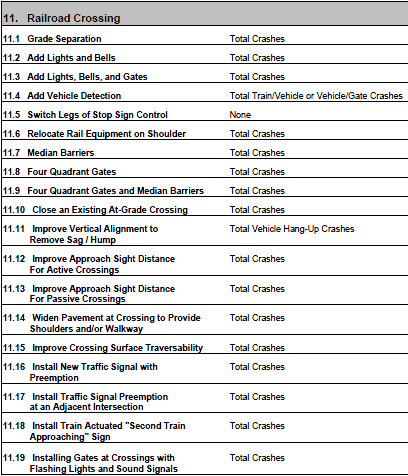 11. Railroad Crossing
11.1 Grade Separation Total Crashes
11.2 Add Lights and Bells Total Crashes
11.3 Add Lights, Bells, and Gates Total Crashes
11.4 Add Vehicle Detection Total Train/Vehicle or Vehicle/Gate Crashes
11.5 Switch Legs of Stop Sign Control None
11.6 Relocate Rail Equipment on Shoulder Total Crashes
11.7 Median Barriers Total Crashes
11.8 Four Quadrant Gates Total Crashes
11.9 Four Quadrant Gates and Median Barriers Total Crashes
11.10 Close an Existing At-Grade Crossing Total Crashes
11.11 Improve Vertical Alignment to Total Vehicle Hang-Up Crashes
Remove Sag / Hump
11.12 Improve Approach Sight Distance Total Crashes
For Active Crossings
11.13 Improve Approach Sight Distance Total Crashes
For Passive Crossings
11.14 Widen Pavement at Crossing to Provide Total Crashes
Shoulders and/or Walkway
11.15 Improve Crossing Surface Traversability Total Crashes
11.16 Install New Traffic Signal with Total Crashes
Preemption
11.17 Install Traffic Signal Preemption Total Crashes
at an Adjacent Intersection
11.18 Install Train Actuated "Second Train Total Crashes
Approaching" Sign
11.19 Installing Gates at Crossings with Total Crashes
Flashing Lights and Sound Signals